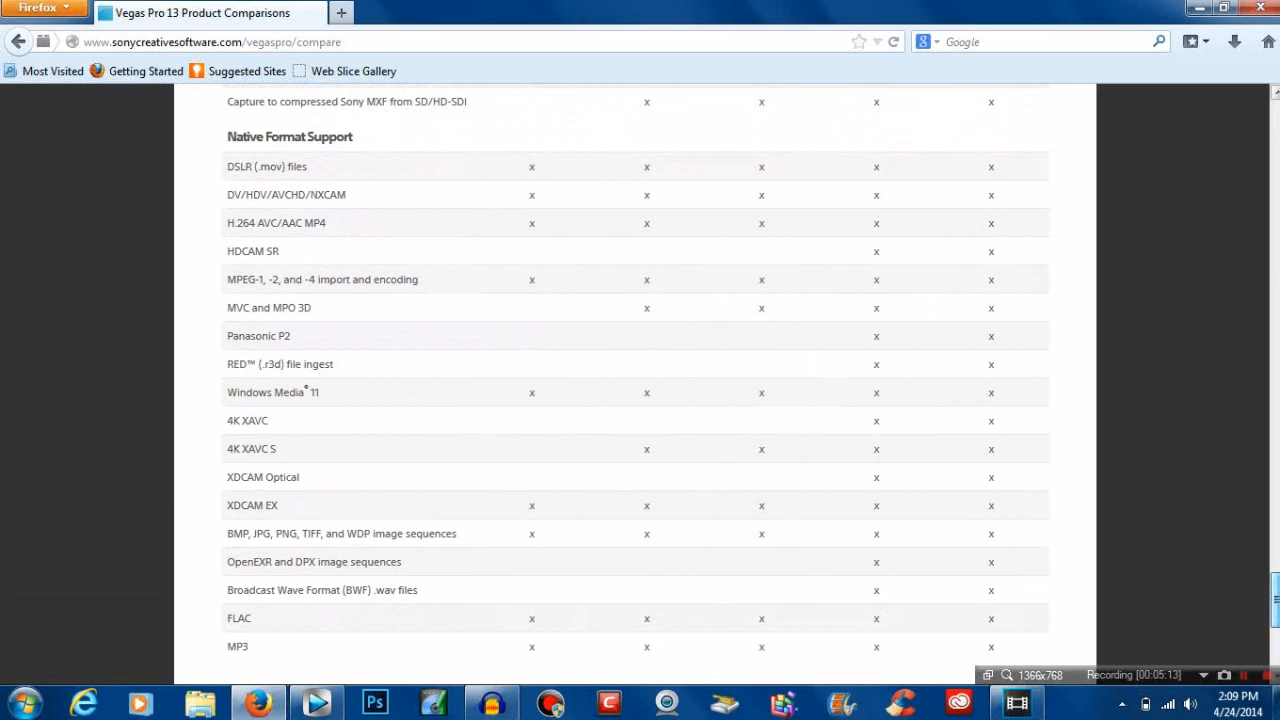 Firefox
Vegas Pro 13 Product Comparisons
www.sonycreativesoftware.com/vegaspro/compare
Google
Most Visited Getting Started Suggested Sites Web Slice Gallery
Capture to compressed Sony MXF from SD/HD-SDI x x x x
Native Format Support
DSLR (.mov) files x x x x x
DV/HDV/AVCHD/NXCAM x x x x x
H.264 AVC/AAC MP4 x x x x x
HDCAM SR x x
MPEG-1, -2, and -4 import and encoding x x x x x
MVC and MPO 3D x x x x
Panasonic P2 x x
RED™ (.r3d) file ingest x x
Windows Media® 11 x x x x x
4K XAVC x x
4K XAVC S x x x x
XDCAM Optical x x
XDCAM EX x x x x x
BMP, JPG, PNG, TIFF, and WDP image sequences x x x x x
OpenEXR and DPX image sequences x x
Broadcast Wave Format (BWF) .wav files x x
FLAC x x x x x
MP3 x x x x x
1366x768 Recording [00:05:13]
Ps
2:09 PM
4/24/2014